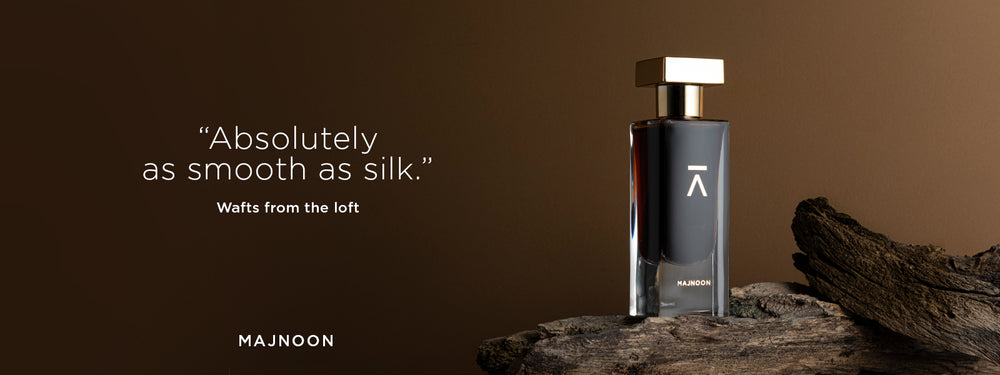 “Absolutely
as smooth as silk.”
Wafts from the loft
MAJNOON
Ā
MAJNOON